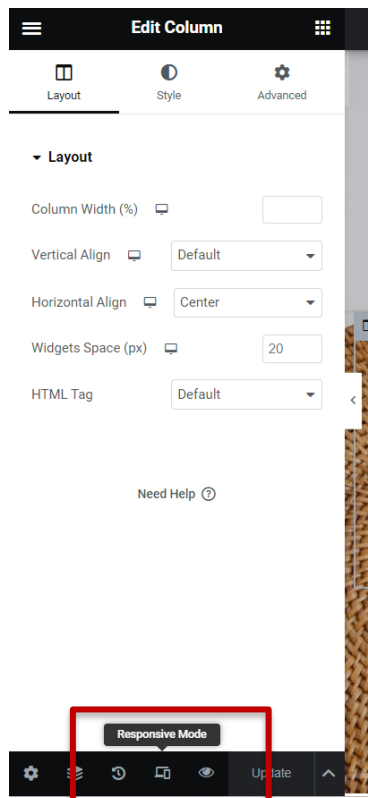 Edit Column
Layout Style Advanced
Layout
Column Width (%)
Vertical Align Default
Horizontal Align Center
Widgets Space (px) 20
HTML Tag Default
Need Help ?
Responsive Mode
Update